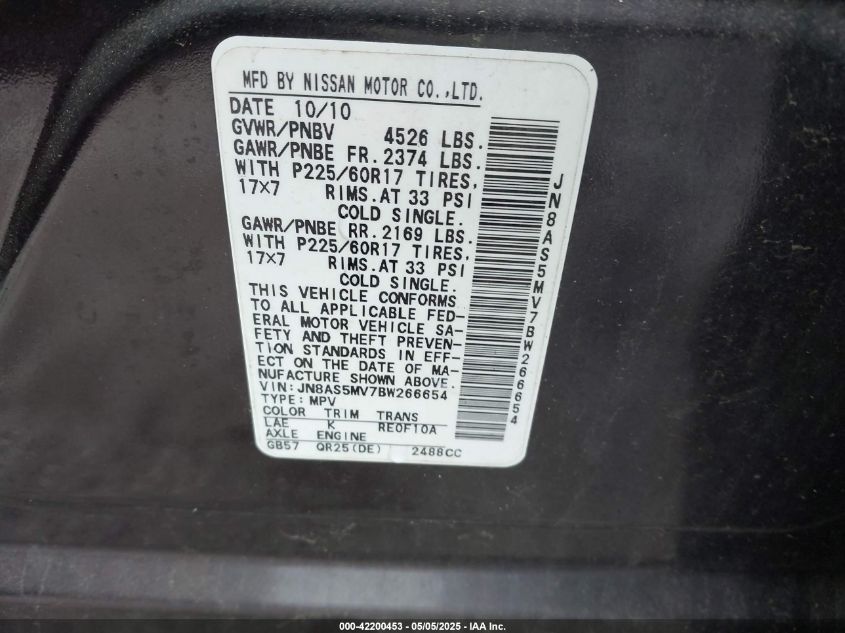 MFD BY NISSAN MOTOR CO.,LTD.
DATE 10/10
GVWR/PNBV 4526 LBS.
GAWR/PNBE FR. 2374 LBS.
WITH P225/60R17 TIRES,
17×7 RIMS.AT 33 PSI
COLD SINGLE.
GAWR/PNBE RR. 2169 LBS.
WITH P225/60R17 TIRES,
17×7 RIMS.AT 33 PSI
COLD SINGLE.
THIS VEHICLE CONFORMS
TO ALL APPLICABLE FED-
ERAL MOTOR VEHICLE SA-
FETY AND THEFT PREVEN-
TION STANDARDS IN EFF-
ECT ON THE DATE OF MA-
NUFACTURE SHOWN ABOVE.
VIN: JN8AS5MV7BW266654
TYPE: MPV
COLOR TRIM TRANS
LAE K RE0F10A
AXLE ENGINE
GB57 QR25(DE) 2488CC
JN8AS5MV7BW266654
000-42200453 - 05/05/2025 - IAA Inc.